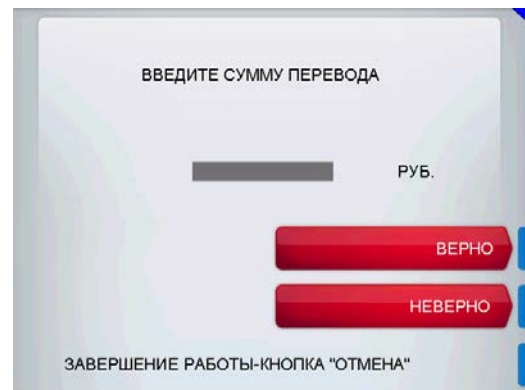 ВВЕДИТЕ СУММУ ПЕРЕВОДА
РУБ.
ВЕРНО
НЕВЕРНО
ЗАВЕРШЕНИЕ РАБОТЫ-КНОПКА "ОТМЕНА"